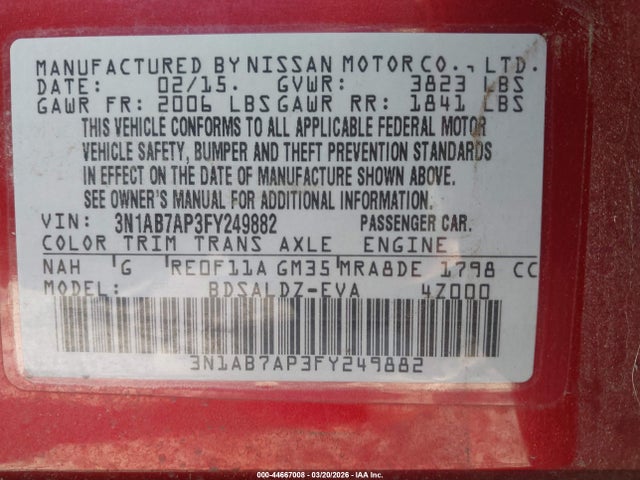 MANUFACTURED BY NISSAN MOTOR CO., LTD.
DATE: 02/15. GVWR: 3823 LBS
GAWR FR: 2006 LBS GAWR RR: 1841 LBS
THIS VEHICLE CONFORMS TO ALL APPLICABLE FEDERAL MOTOR
VEHICLE SAFETY, BUMPER AND THEFT PREVENTION STANDARDS
IN EFFECT ON THE DATE OF MANUFACTURE SHOWN ABOVE.
SEE OWNER'S MANUAL FOR ADDITIONAL INFORMATION.
VIN: 3N1AB7AP3FY249882 PASSENGER CAR.
COLOR TRIM TRANS AXLE ENGINE
NAH G RE0F11A GM35 MRA8DE 1798 CC
MODEL: BDSALDZ-EVA 4Z000
3N1AB7AP3FY249882
000-44667008 | 03/20/2026 | IAA Inc.